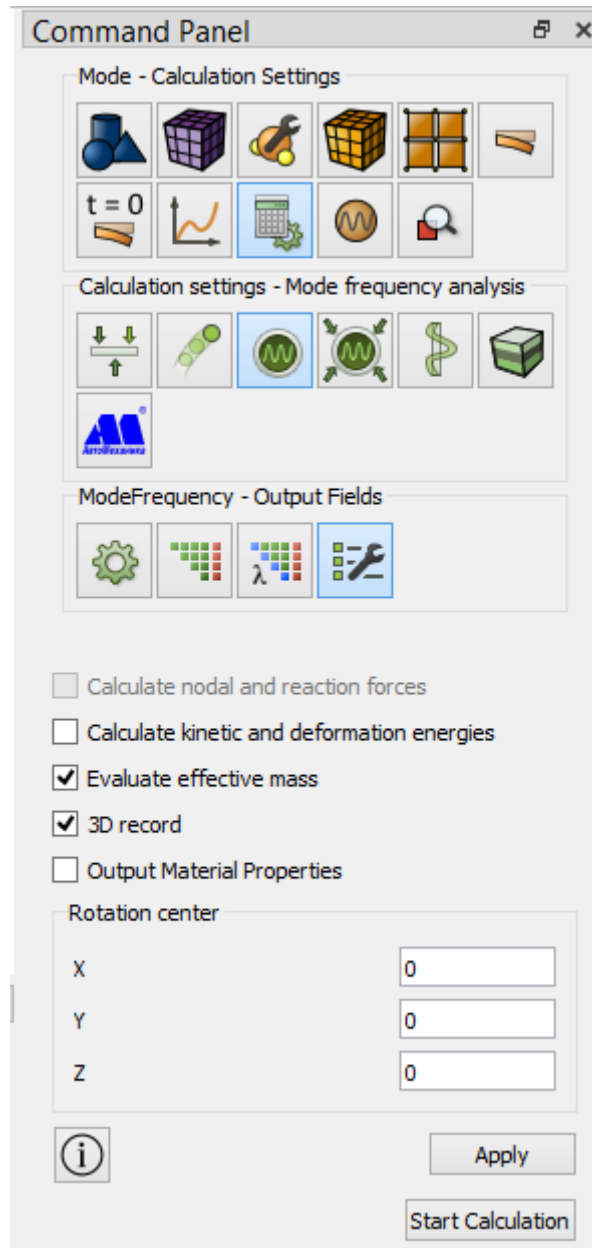 Command Panel
Mode - Calculation Settings
t = 0
Calculation settings - Mode frequency analysis
АвтоМеханика
ModeFrequency - Output Fields
λ
Calculate nodal and reaction forces
Calculate kinetic and deformation energies
Evaluate effective mass
3D record
Output Material Properties
Rotation center
X 0
Y 0
Z 0
i Apply
Start Calculation